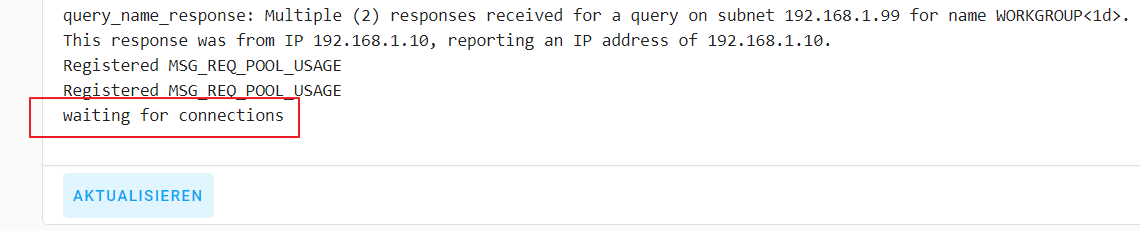 query_name_response: Multiple (2) responses received for a query on subnet 192.168.1.99 for name WORKGROUP<1d>.
This response was from IP 192.168.1.10, reporting an IP address of 192.168.1.10.
Registered MSG_REQ_POOL_USAGE
Registered MSG_REQ_POOL_USAGE
waiting for connections
AKTUALISIEREN